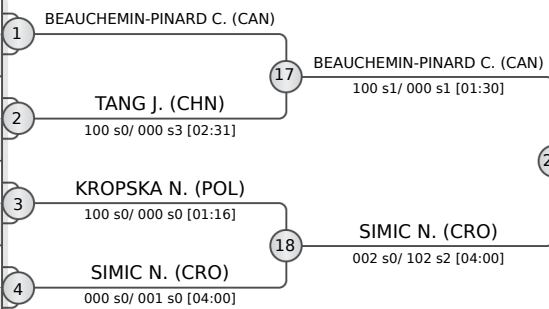 BEAUCHEMIN-PINARD C. (CAN)
1
17
BEAUCHEMIN-PINARD C. (CAN)
100 s1/ 000 s1 [01:30]
TANG J. (CHN)
2
100 s0/ 000 s3 [02:31]
KROPSKA N. (POL)
3
100 s0/ 000 s0 [01:16]
18
SIMIC N. (CRO)
002 s0/ 102 s2 [04:00]
SIMIC N. (CRO)
4
000 s0/ 001 s0 [04:00]